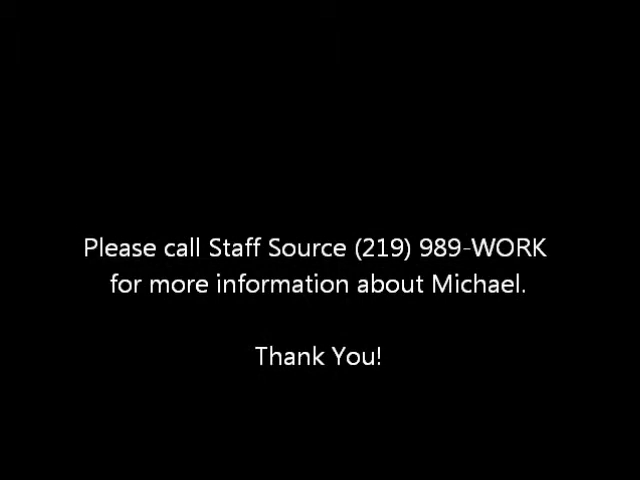 Please call Staff Source (219) 989-WORK
for more information about Michael.
Thank You!